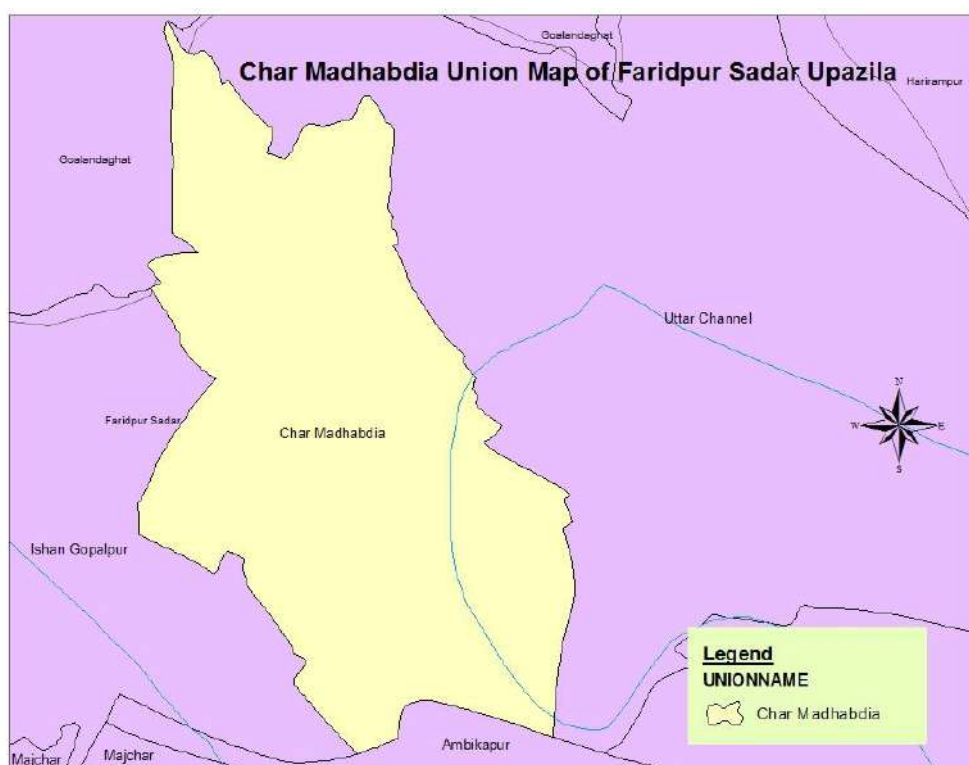 Goalandaghat
Char Madhabdia Union Map of Faridpur Sadar Upazila
Harirampur
Goalandaghat
Uttar Channel
N
W
E
S
Faridpur Sadar
Char Madhabdia
Ishan Gopalpur
Legend
UNIONNAME
Char Madhabdia
Ambikapur
Majchar
Majchar